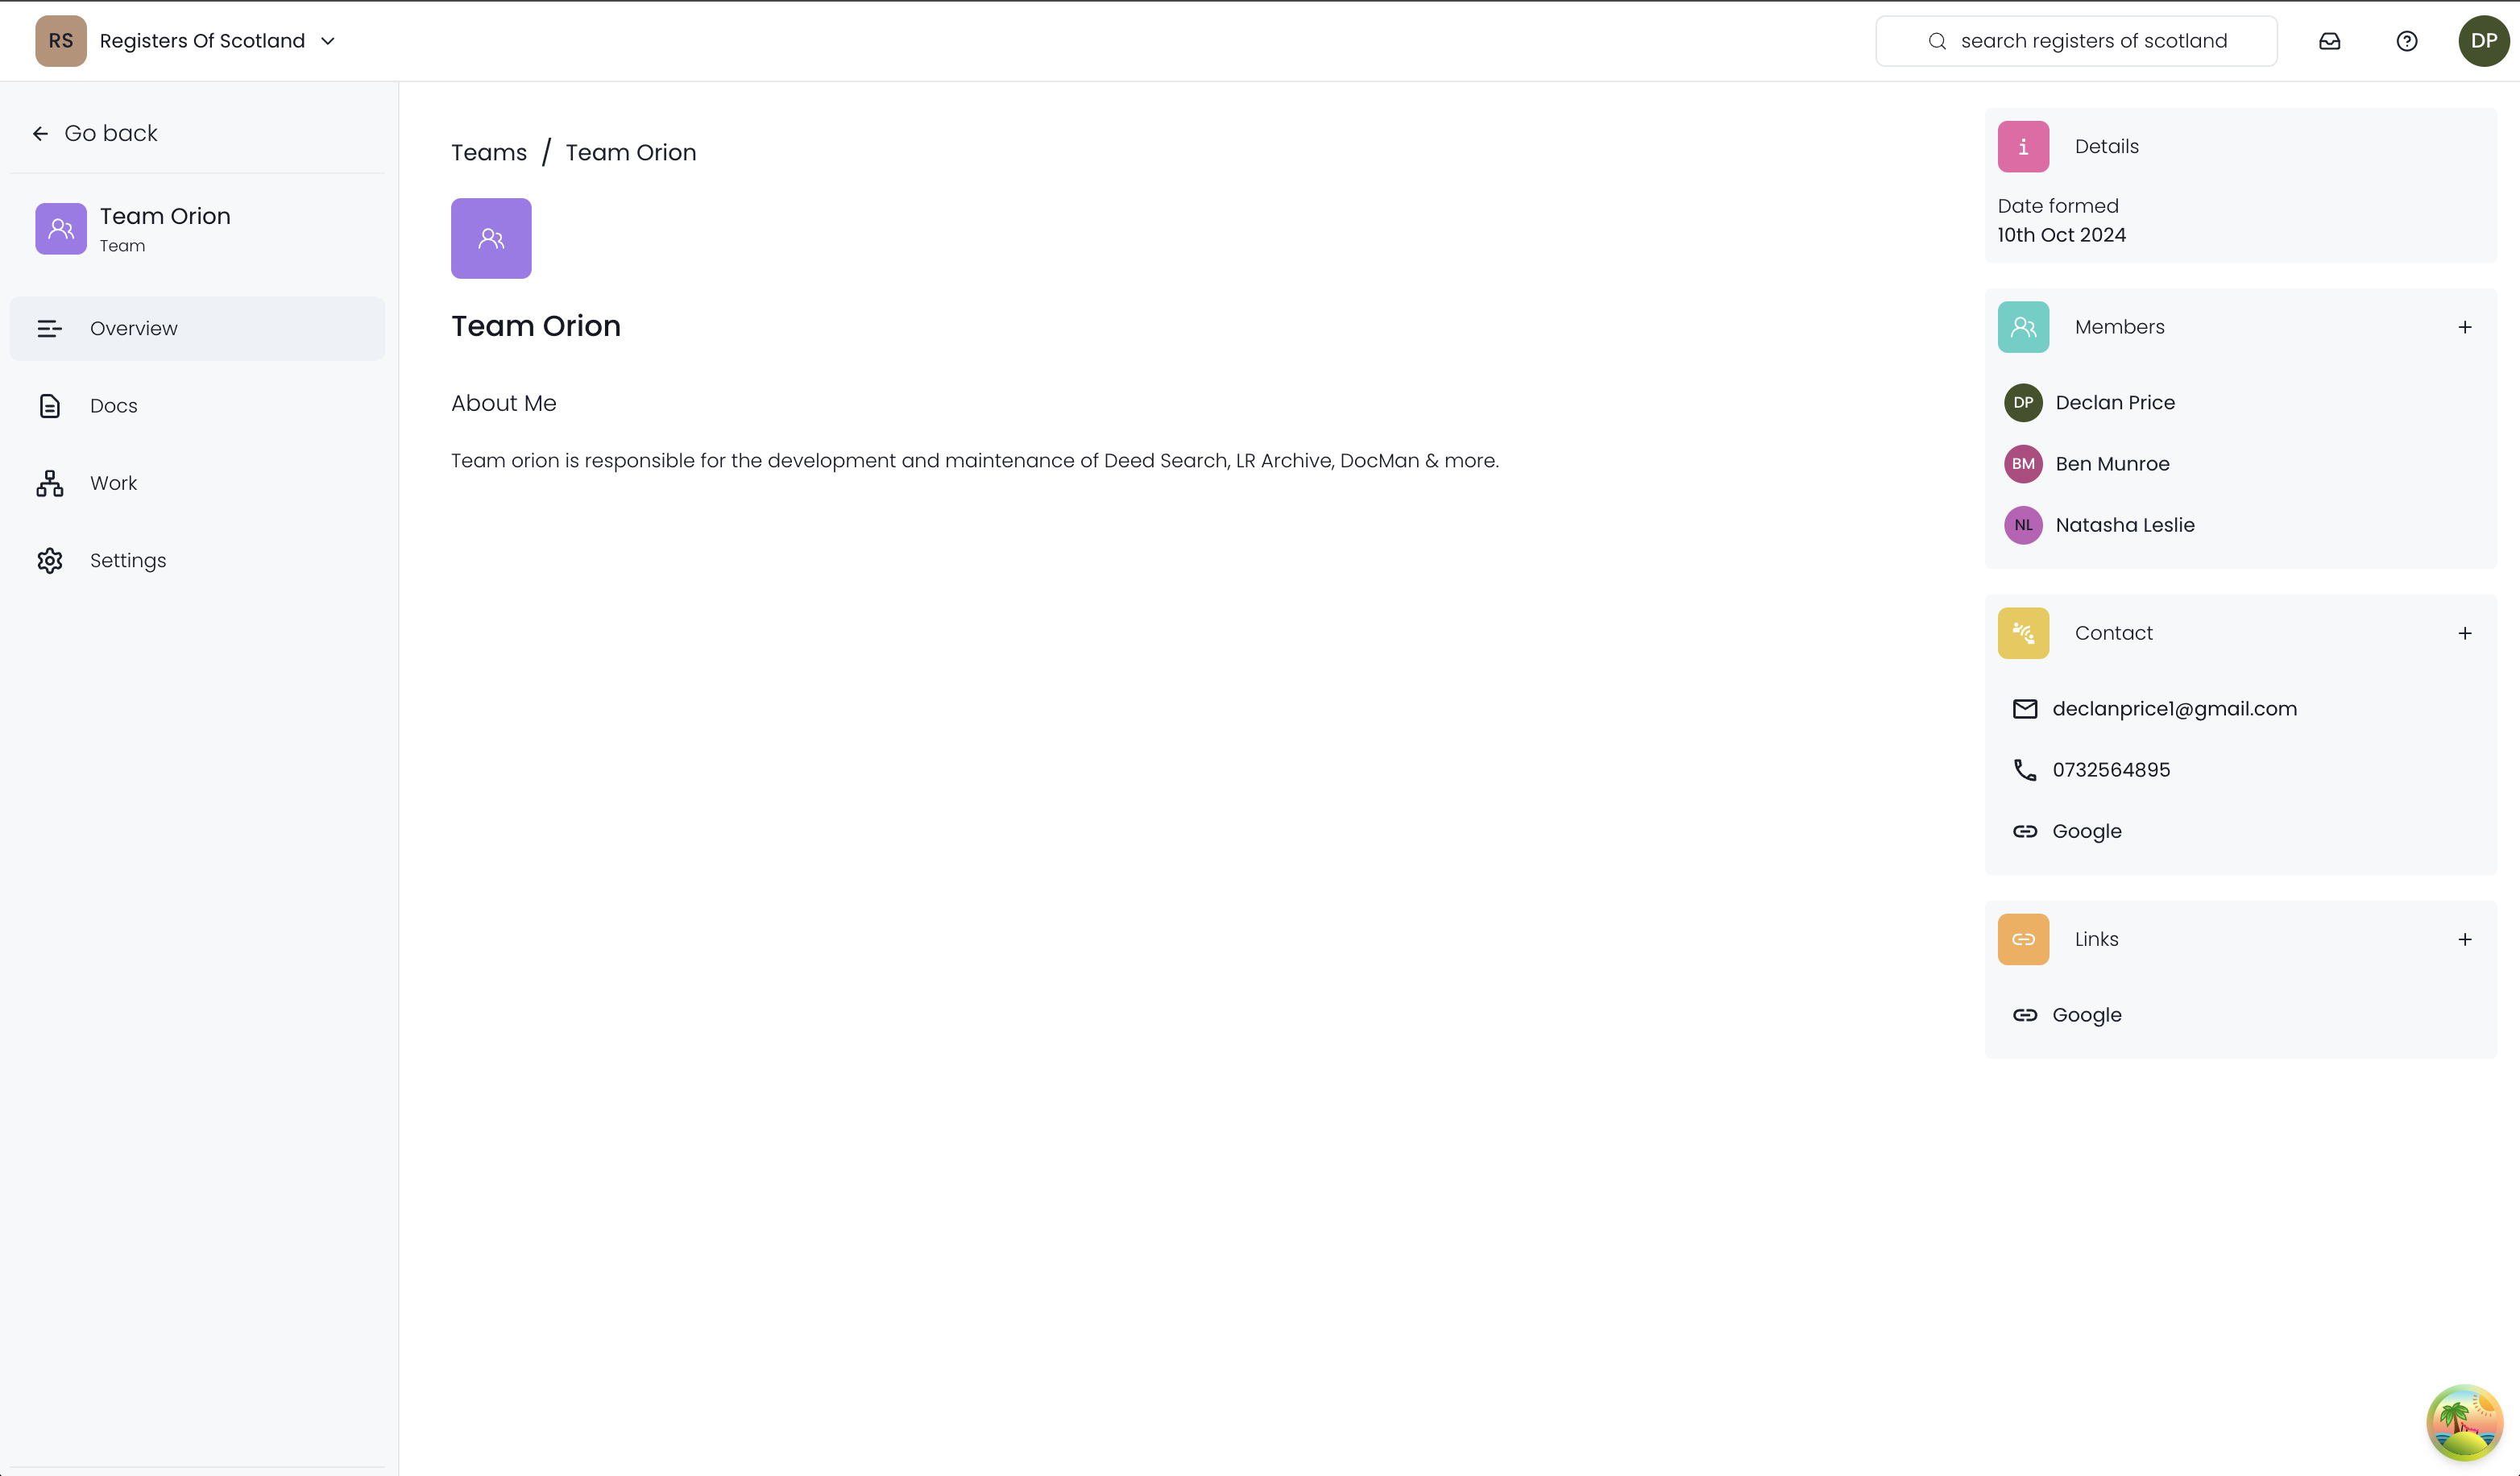 RS Registers Of Scotland
search registers of scotland
DP
Go back
Team Orion
Team
Overview
Docs
Work
Settings
Teams / Team Orion
Team Orion
About Me
Team orion is responsible for the development and maintenance of Deed Search, LR Archive, DocMan & more.
i Details
Date formed
10th Oct 2024
Members +
DP Declan Price
BM Ben Munroe
NL Natasha Leslie
Contact +
declanprice1@gmail.com
0732564895
Google
Links +
Google